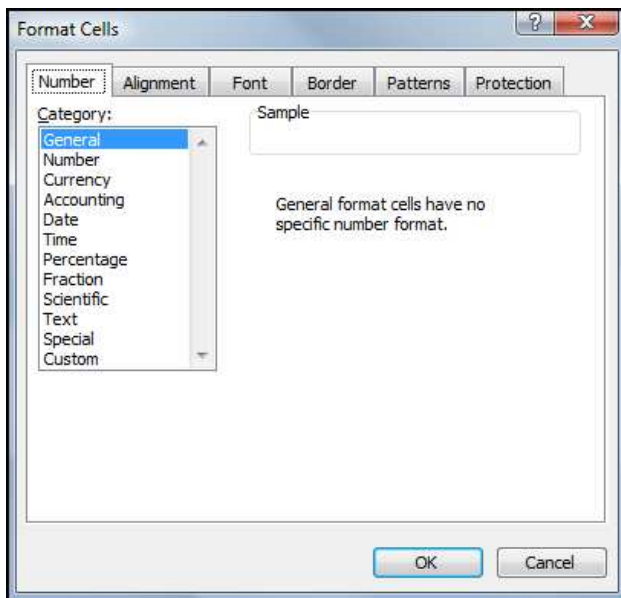 Format Cells
?
Number
Alignment
Font
Border
Patterns
Protection
Category:
General
Number
Currency
Accounting
Date
Time
Percentage
Fraction
Scientific
Text
Special
Custom
Sample
General format cells have no
specific number format.
OK
Cancel